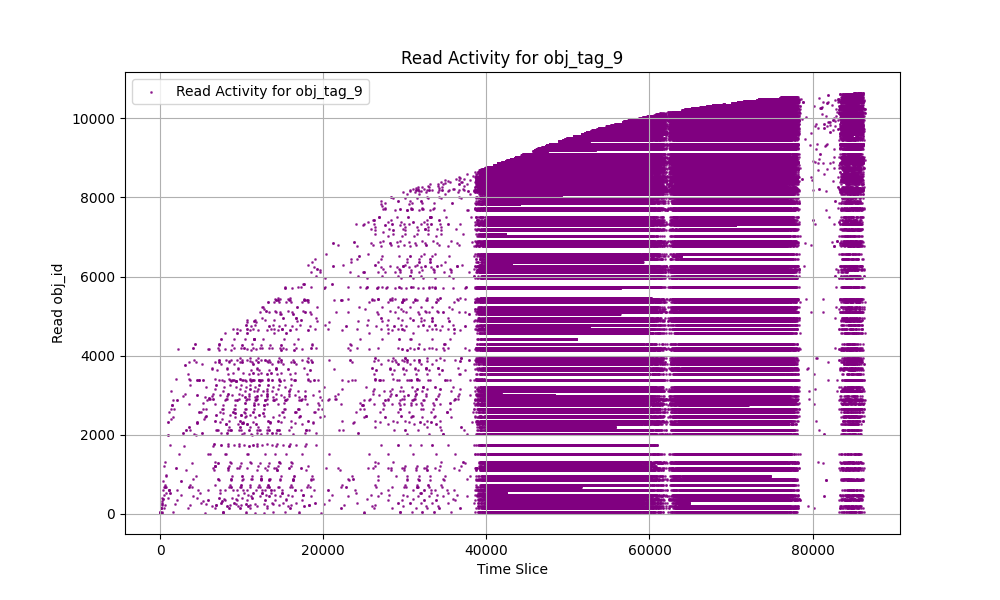 Read Activity for obj_tag_9
Read Activity for obj_tag_9
10000
8000
6000
4000
2000
0
Read obj_id
0 20000 40000 60000 80000
Time Slice